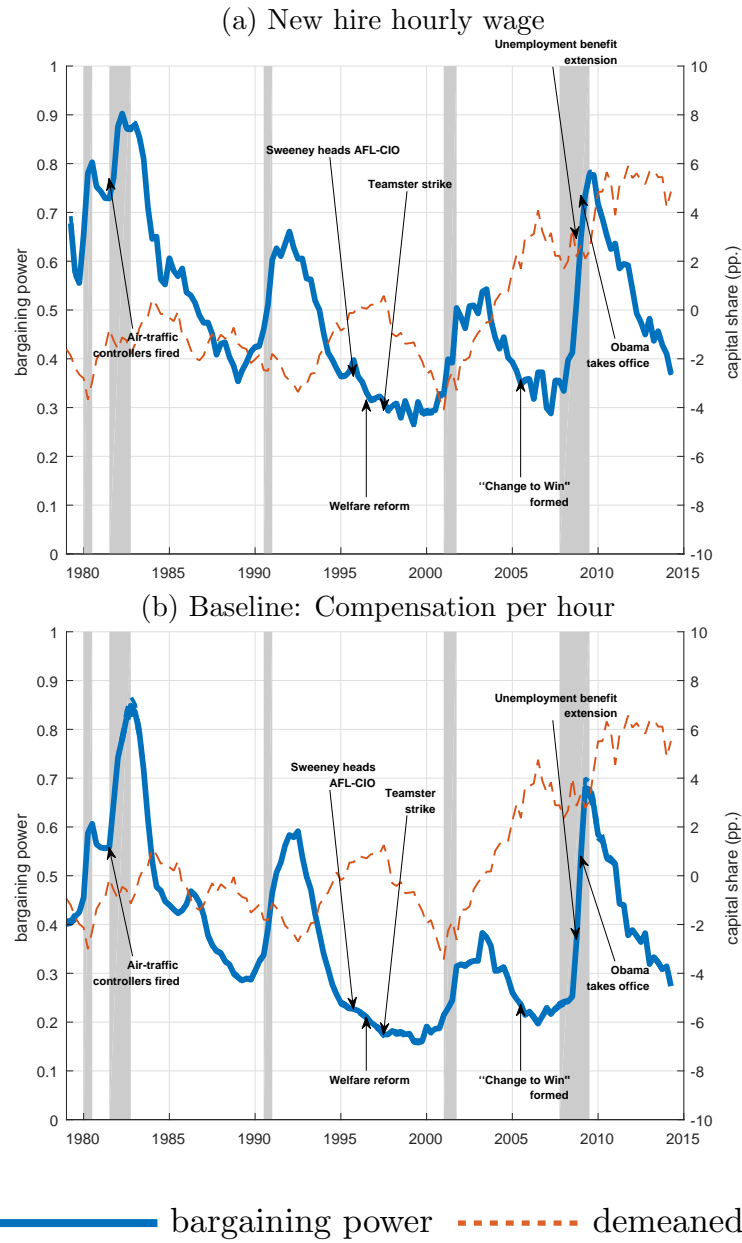 (a) New hire hourly wage
Unemployment benefit
extension
1
0.9
0.8
0.7
0.6
0.5
0.4
0.3
0.2
0.1
0
bargaining power
10
8
6
4
2
0
-2
-4
-6
-8
-10
capital share (pp.)
Sweeney heads AFL-CIO
Teamster strike
Air-traffic
controllers fired
Obama
takes office
Welfare reform
"Change to Win"
formed
1980 1985 1990 1995 2000 2005 2010 2015
(b) Baseline: Compensation per hour
1
0.9
0.8
0.7
0.6
0.5
0.4
0.3
0.2
0.1
0
bargaining power
10
8
6
4
2
0
-2
-4
-6
-8
-10
capital share (pp.)
Unemployment benefit
extension
Sweeney heads
AFL-CIO
Teamster
strike
Air-traffic
controllers fired
Obama
takes office
Welfare reform
"Change to Win"
formed
1980 1985 1990 1995 2000 2005 2010 2015
bargaining power demeaned